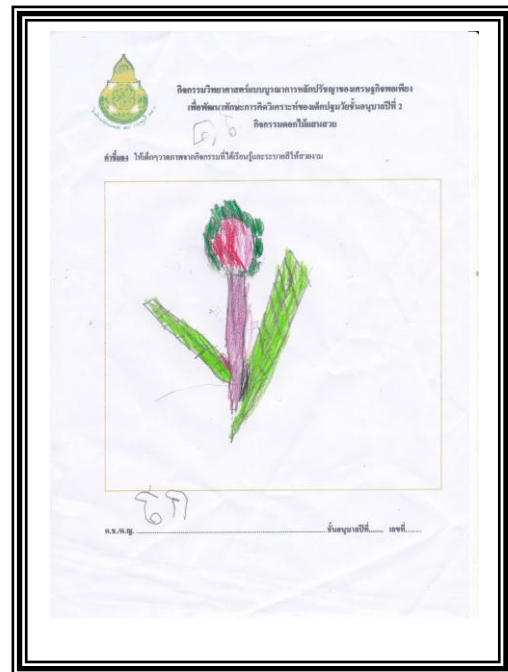 กิจกรรมวิทยาศาสตร์แบบบูรณาการหลักปรัชญาของเศรษฐกิจพอเพียง
เพื่อพัฒนาทักษะการคิดวิเคราะห์ของเด็กปฐมวัยชั้นอนุบาลปีที่ 2
กิจกรรมดอกไม้แสนสวย
คำชี้แจง ให้เด็กๆวาดภาพจากกิจกรรมที่ได้เรียนรู้และระบายสีให้สวยงาม
ด.ช./ด.ญ. ........................................ชั้นอนุบาลปีที่....... เลขที่........